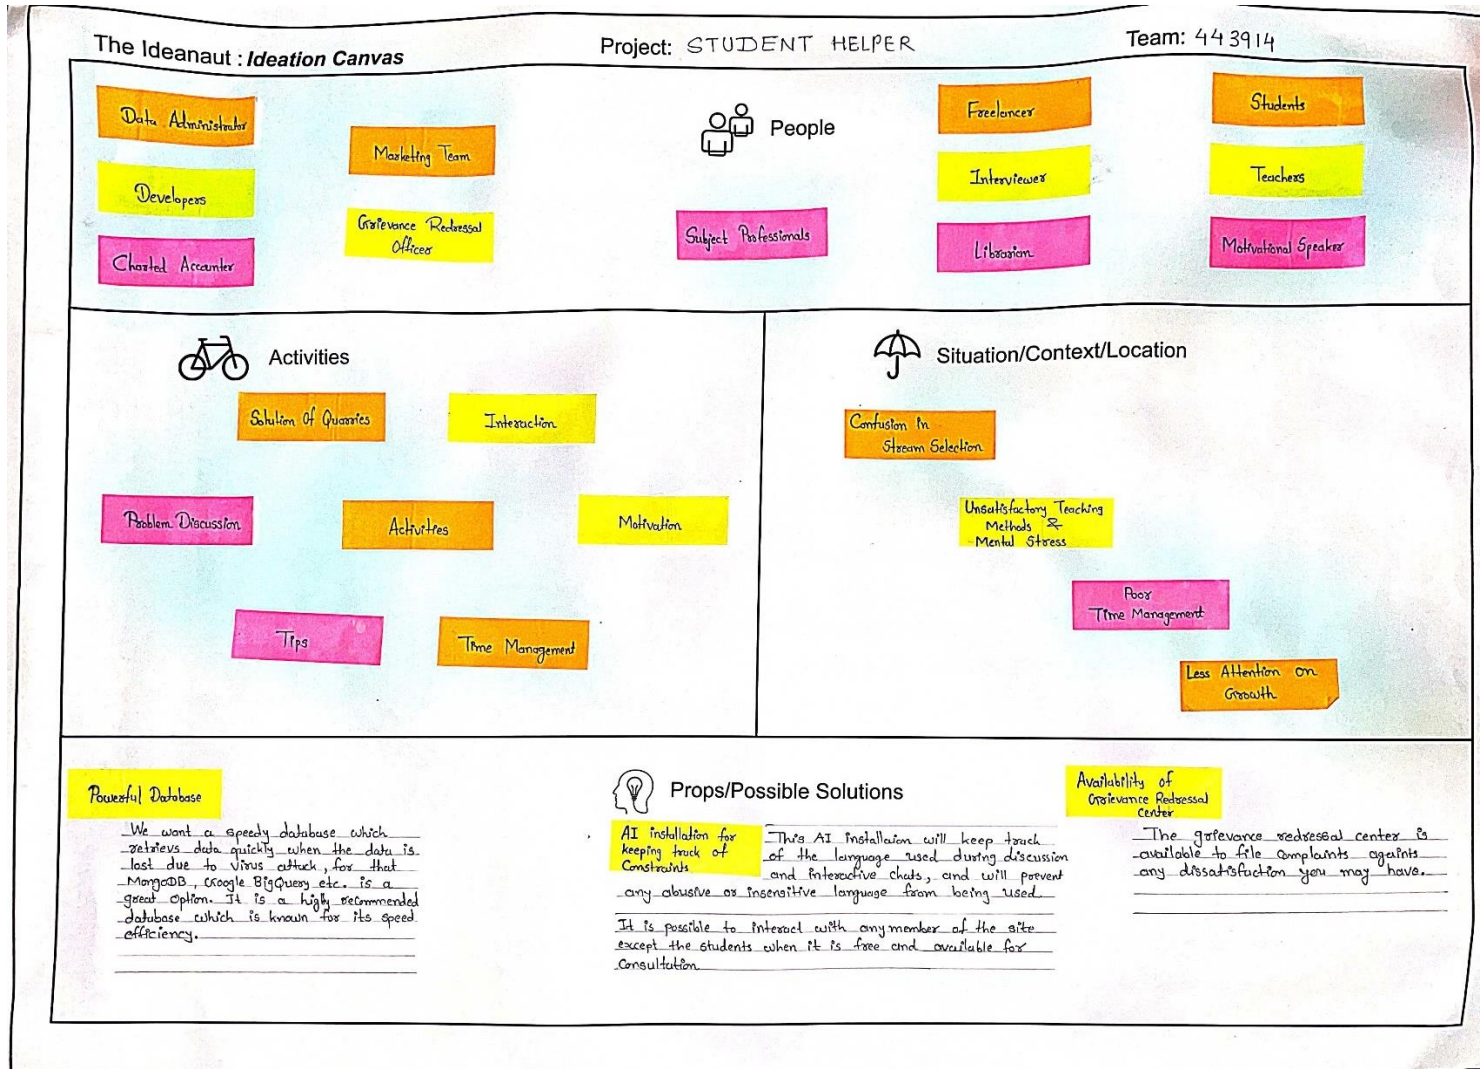 The Ideanaut : Ideation Canvas
Project: STUDENT HELPER
Team: 443914
People
Data Administrator
Developers
Charted Accounter
Marketing Team
Grievance Redressal
Officer
Subject Professionals
Freelancer
Interviewer
Librarian
Students
Teachers
Motivational Speaker
Activities
Solution Of Quarries
Interaction
Problem Discussion
Activities
Motivation
Tips
Time Management
Situation/Context/Location
Confusion in
Stream Selection
Unsatisfactory Teaching
Methods &
Mental Stress
Poor
Time Management
Less Attention on
Growth
Props/Possible Solutions
Powerful Database
We want a speedy database which
retrievs data quickly when the data is
lost due to virus attack, for that
MongoDB, Google BigQuery etc. is a
great option. It is a highly recommended
database which is known for its speed
efficiency.
AI installation for
keeping track of
Constraints
This AI installaion will keep track
of the language used during discussion
and interactive chats, and will prevent
any abusive or insensitive language from being used
It is possible to interact with any member of the site
except the students when it is free and available for
Consultation
Availability of
Grievance Redressal
Center
The grievance redressal center is
available to file complaints againts
any dissatisfaction you may have.